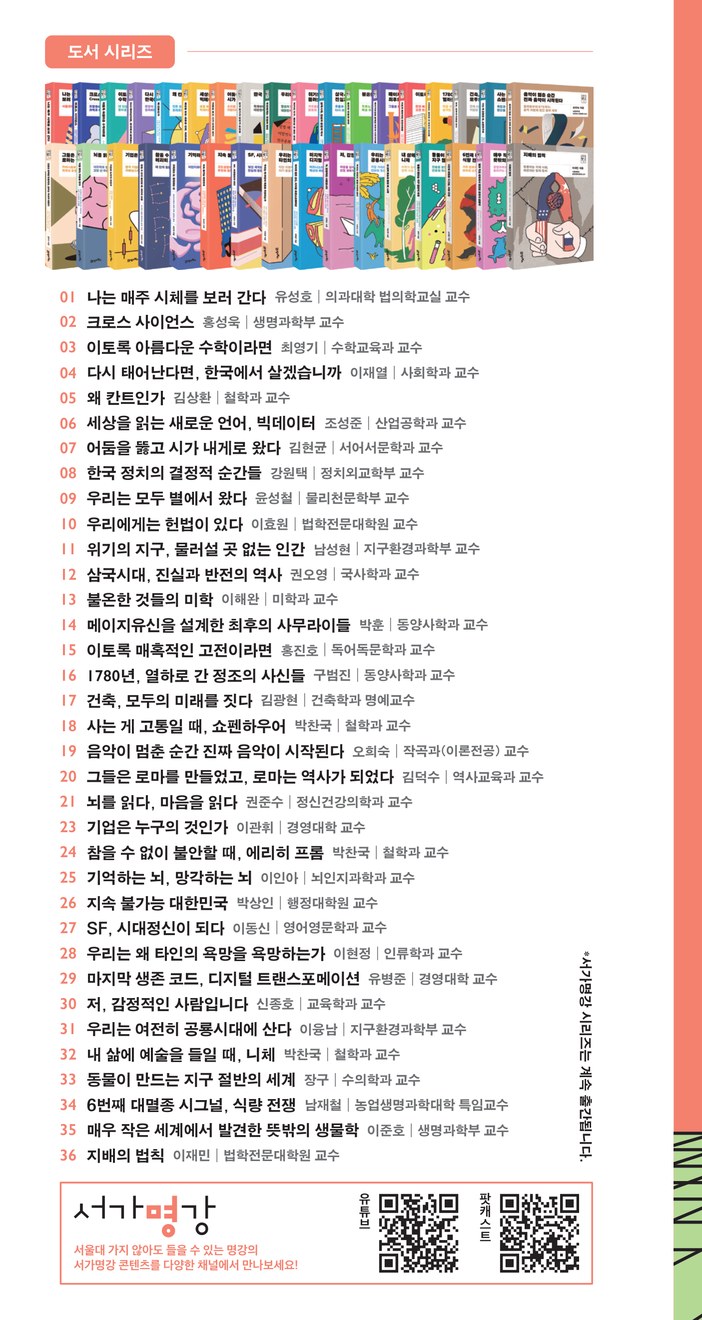 도서 시리즈
01 나는 매주 시체를 보러 간다 유성호 | 의과대학 법의학교실 교수
02 크로스 사이언스 홍성욱 | 생명과학부 교수
03 이토록 아름다운 수학이라면 최영기 | 수학교육과 교수
04 다시 태어난다면, 한국에서 살겠습니까 이재열 | 사회학과 교수
05 왜 칸트인가 김상환 | 철학과 교수
06 세상을 읽는 새로운 언어, 빅데이터 조성준 | 산업공학과 교수
07 어둠을 뚫고 시가 내게로 왔다 김현균 | 서어서문학과 교수
08 한국 정치의 결정적 순간들 강원택 | 정치외교학부 교수
09 우리는 모두 별에서 왔다 윤성철 | 물리천문학부 교수
10 우리에게는 헌법이 있다 이효원 | 법학전문대학원 교수
11 위기의 지구, 물러설 곳 없는 인간 남성현 | 지구환경과학부 교수
12 삼국시대, 진실과 반전의 역사 권오영 | 국사학과 교수
13 불온한 것들의 미학 이해완 | 미학과 교수
14 메이지유신을 설계한 최후의 사무라이들 박훈 | 동양사학과 교수
15 이토록 매혹적인 고전이라면 홍진호 | 독어독문학과 교수
16 1780년, 열하로 간 정조의 사신들 구범진 | 동양사학과 교수
17 건축, 모두의 미래를 짓다 김광현 | 건축학과 명예교수
18 사는 게 고통일 때, 쇼펜하우어 박찬국 | 철학과 교수
19 음악이 멈춘 순간 진짜 음악이 시작된다 오희숙 | 작곡과(이론전공) 교수
20 그들은 로마를 만들었고, 로마는 역사가 되었다 김덕수 | 역사교육과 교수
21 뇌를 읽다, 마음을 읽다 권준수 | 정신건강의학과 교수
23 기업은 누구의 것인가 이관휘 | 경영대학 교수
24 참을 수 없이 불안할 때, 에리히 프롬 박찬국 | 철학과 교수
25 기억하는 뇌, 망각하는 뇌 이인아 | 뇌인지과학과 교수
26 지속 불가능 대한민국 박상인 | 행정대학원 교수
27 SF, 시대정신이 되다 이동신 | 영어영문학과 교수
28 우리는 왜 타인의 욕망을 욕망하는가 이현정 | 인류학과 교수
29 마지막 생존 코드, 디지털 트랜스포메이션 유병준 | 경영대학 교수
30 저, 감정적인 사람입니다 신종호 | 교육학과 교수
31 우리는 여전히 공룡시대에 산다 이융남 | 지구환경과학부 교수
32 내 삶에 예술을 들일 때, 니체 박찬국 | 철학과 교수
33 동물이 만드는 지구 절반의 세계 장구 | 수의학과 교수
34 6번째 대멸종 시그널, 식량 전쟁 남재철 | 농업생명과학대학 특임교수
35 매우 작은 세계에서 발견한 뜻밖의 생물학 이준호 | 생명과학부 교수
36 지배의 법칙 이재민 | 법학전문대학원 교수
*서가명강 시리즈는 계속 출간됩니다.
서가명강
서울대 가지 않아도 들을 수 있는 명강의
서가명강 콘텐츠를 다양한 채널에서 만나보세요!
유튜브
팟캐스트